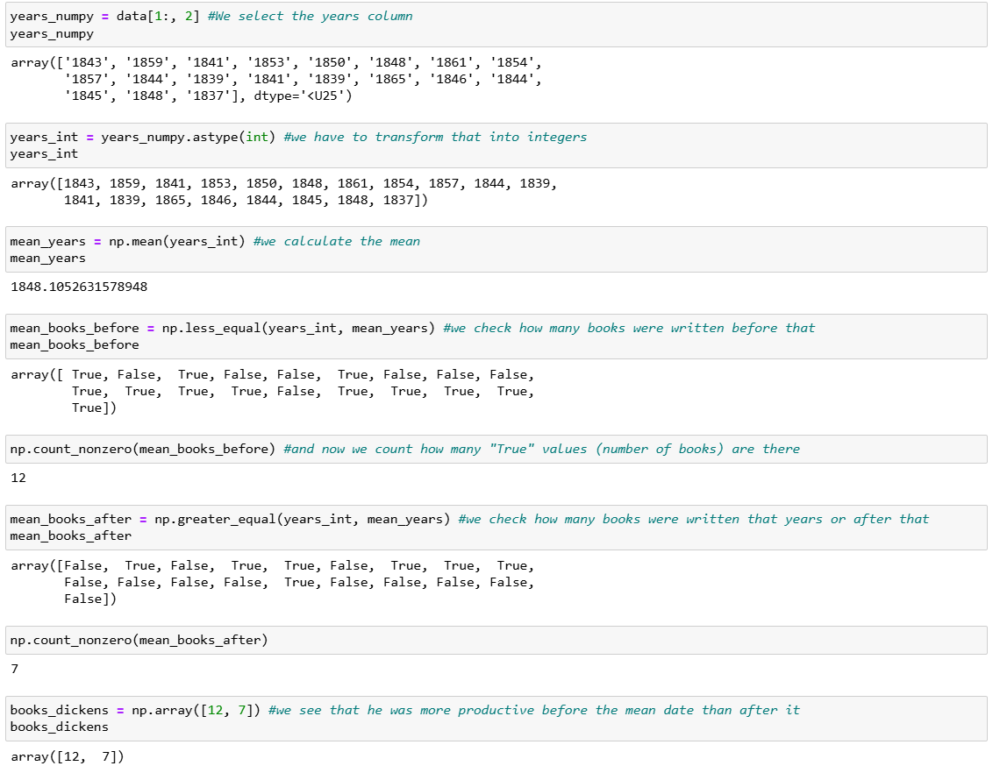 years_numpy = data[1:, 2] #We select the years column
years_numpy
array(['1843', '1859', '1841', '1853', '1850', '1848', '1861', '1854',
       '1857', '1844', '1839', '1841', '1839', '1865', '1846', '1844',
       '1845', '1848', '1837'], dtype='<U25')
years_int = years_numpy.astype(int) #we have to transform that into integers
years_int
array([1843, 1859, 1841, 1853, 1850, 1848, 1861, 1854, 1857, 1844, 1839,
       1841, 1839, 1865, 1846, 1844, 1845, 1848, 1837])
mean_years = np.mean(years_int) #we calculate the mean
mean_years
1848.1052631578948
mean_books_before = np.less_equal(years_int, mean_years) #we check how many books were written before that
mean_books_before
array([ True, False,  True, False, False,  True, False, False, False,
        True,  True,  True,  True, False,  True,  True,  True,  True,
        True])
np.count_nonzero(mean_books_before) #and now we count how many "True" values (number of books) are there
12
mean_books_after = np.greater_equal(years_int, mean_years) #we check how many books were written that years or after that
mean_books_after
array([False,  True, False,  True,  True, False,  True,  True,  True,
       False, False, False, False,  True, False, False, False, False,
       False])
np.count_nonzero(mean_books_after)
7
books_dickens = np.array([12, 7]) #we see that he was more productive before the mean date than after it
books_dickens
array([12,  7])